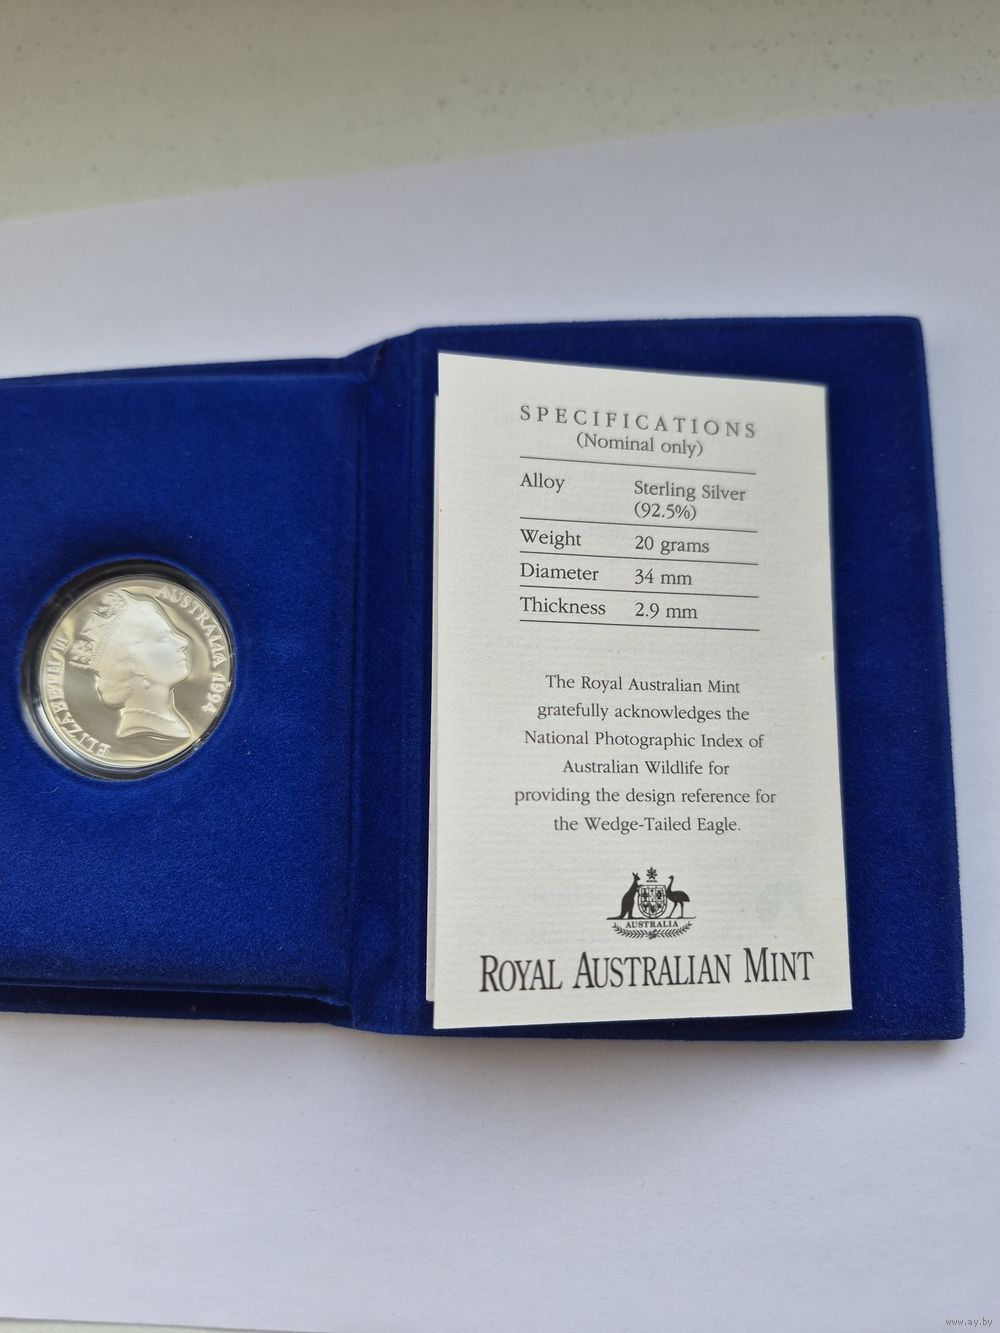 ELIZABETH II AUSTRALIA 1994
SPECIFICATIONS
(Nominal only)
Alloy Sterling Silver
(92.5%)
Weight 20 grams
Diameter 34 mm
Thickness 2.9 mm
The Royal Australian Mint
gratefully acknowledges the
National Photographic Index of
Australian Wildlife for
providing the design reference for
the Wedge-Tailed Eagle.
AUSTRALIA
ROYAL AUSTRALIAN MINT
www.ay.by